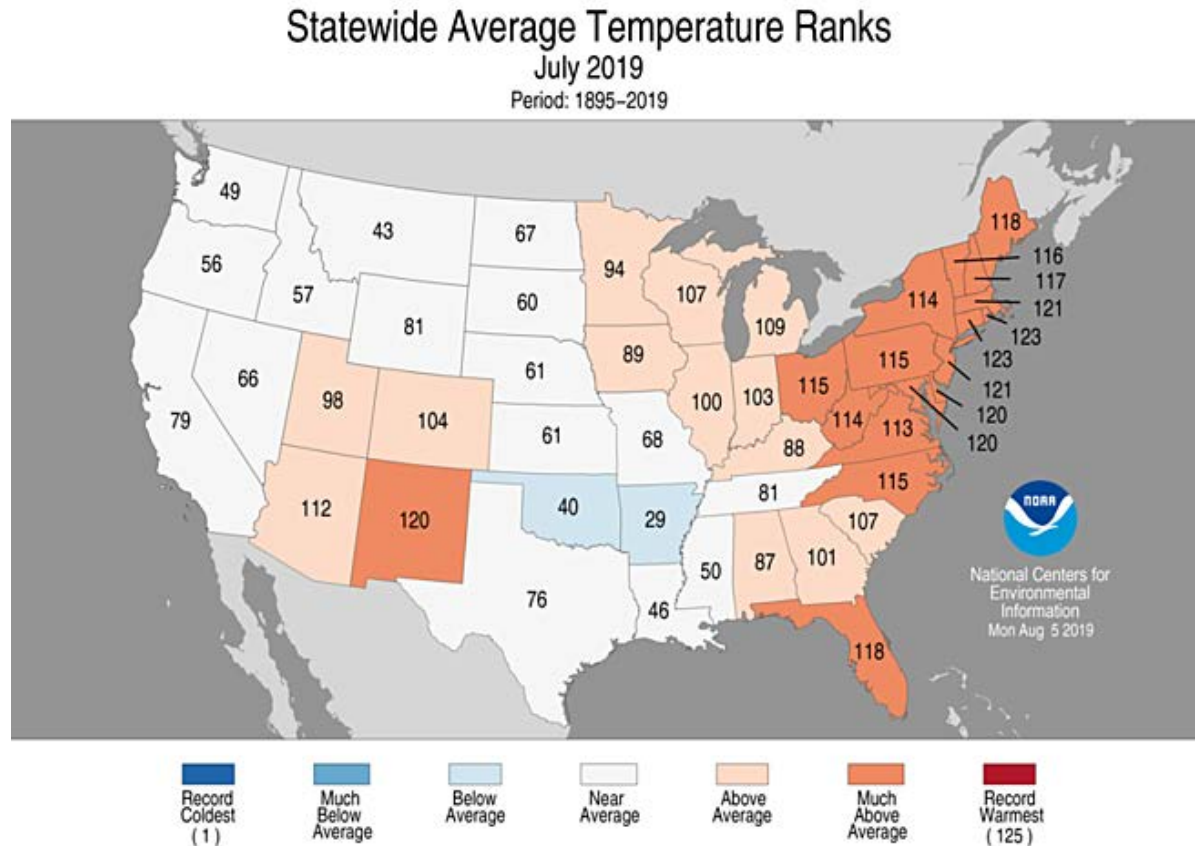 Statewide Average Temperature Ranks
July 2019
Period: 1895–2019
49
43
67
94
118
116
56
57
60
107
114
117
121
81
109
123
66
61
89
115
115
123
121
79
98
104
61
68
100
103
114
113
120
120
88
112
120
40
29
81
115
107
76
46
50
87
101
118
NOAA
National Centers for
Environmental
Information
Mon Aug 5 2019
Record
Coldest
(1)
Much
Below
Average
Below
Average
Near
Average
Above
Average
Much
Above
Average
Record
Warmest
(125)